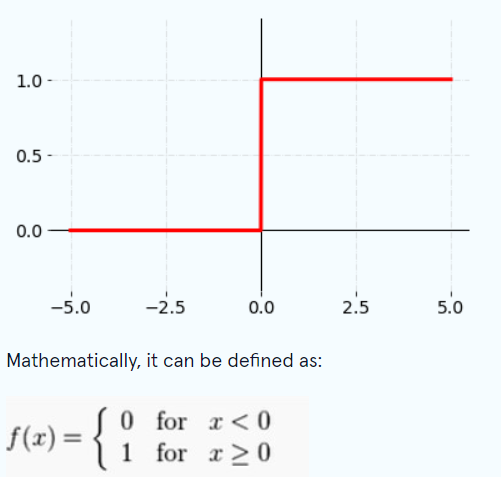 1.0
0.5
0.0
−5.0 −2.5 0.0 2.5 5.0
Mathematically, it can be defined as:
f(x) = { 0 for x < 0
1 for x ≥ 0